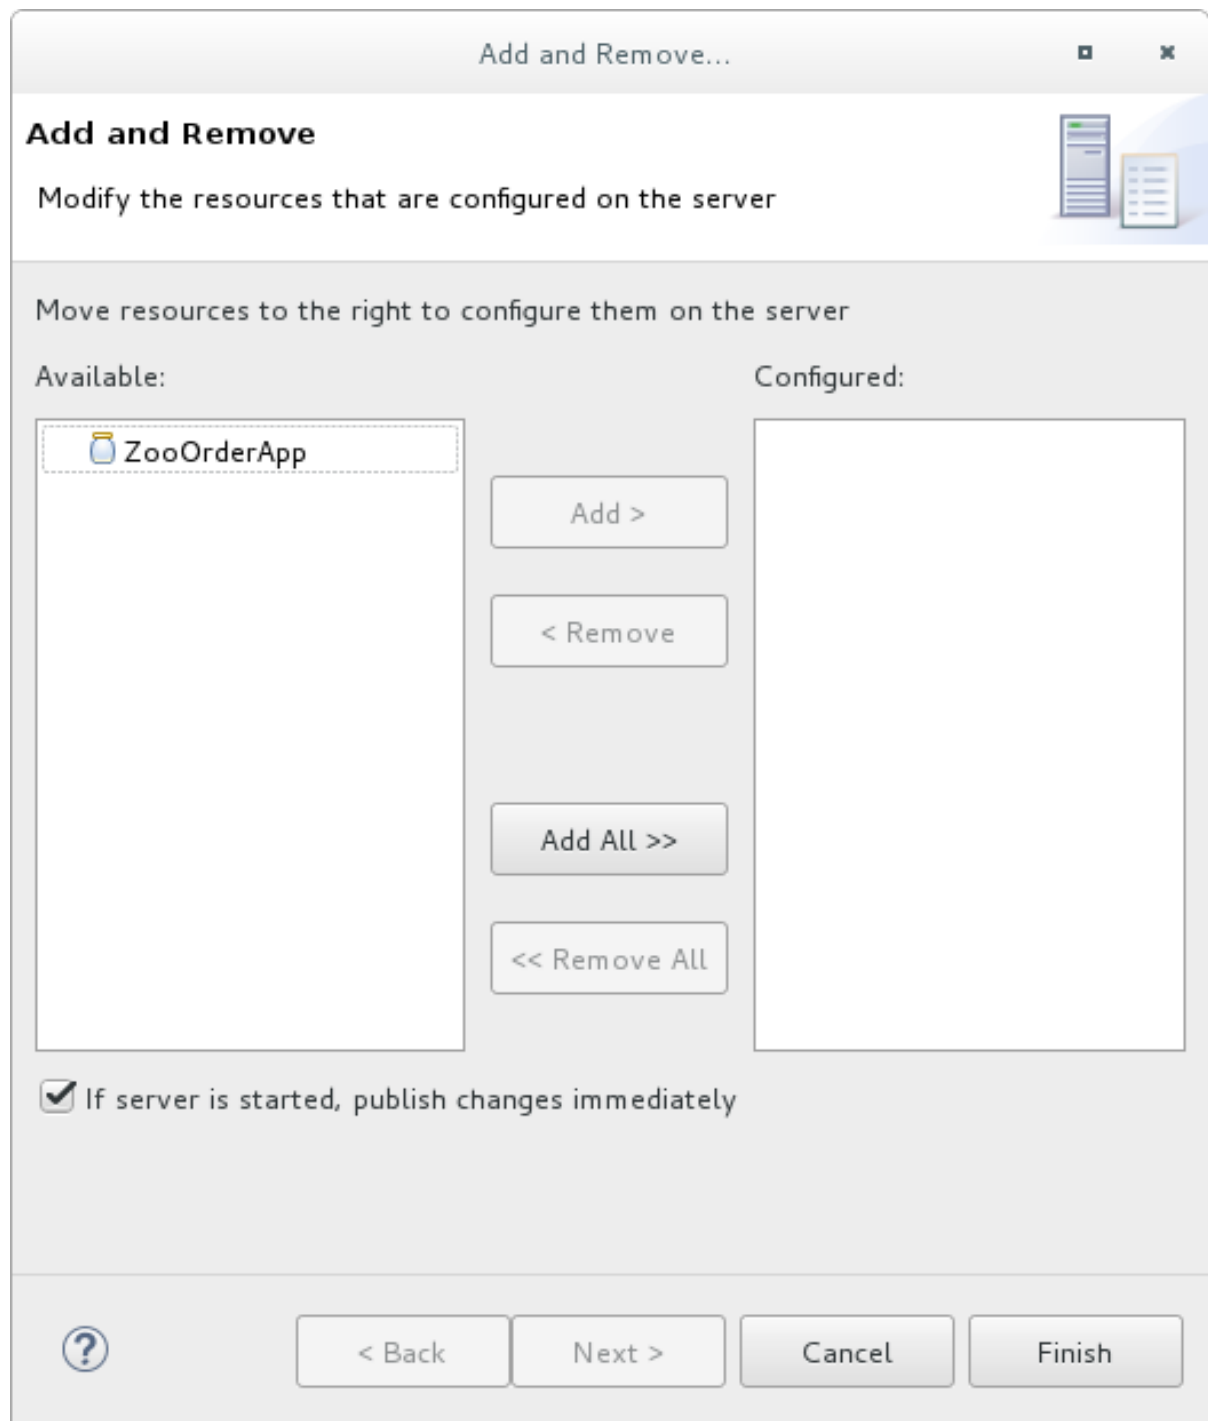 Add and Remove...
Add and Remove
Modify the resources that are configured on the server
Move resources to the right to configure them on the server
Available:
Configured:
ZooOrderApp
Add >
< Remove
Add All >>
<< Remove All
If server is started, publish changes immediately
?
< Back
Next >
Cancel
Finish